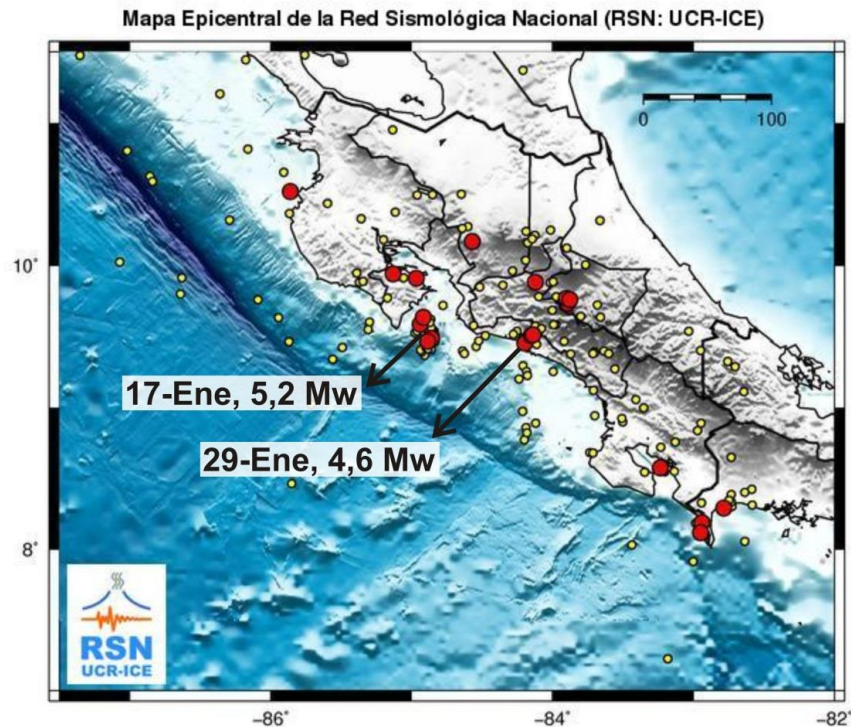 Mapa Epicentral de la Red Sismológica Nacional (RSN: UCR-ICE)
0 100
10˚
17-Ene, 5,2 Mw
29-Ene, 4,6 Mw
8˚
RSN
UCR-ICE
-86˚ -84˚ -82˚